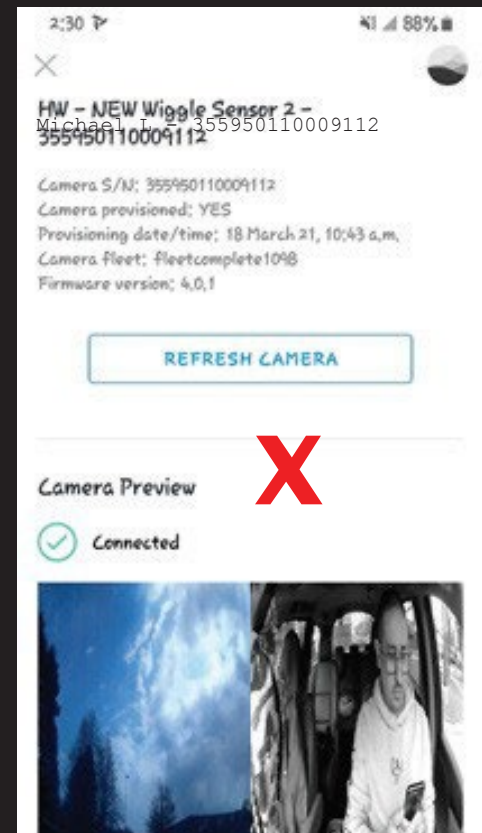 2:30
88%
HW - NEW Wiggle Sensor 2 -
Michael L - 355950110009112
355950110009112
Camera S/N: 355950110009112
Camera provisioned: YES
Provisioning date/time: 18 March 21, 10:43 a.m.
Camera fleet: fleetcomplete1098
Firmware version: 4.0.1
REFRESH CAMERA
X
Camera Preview
Connected